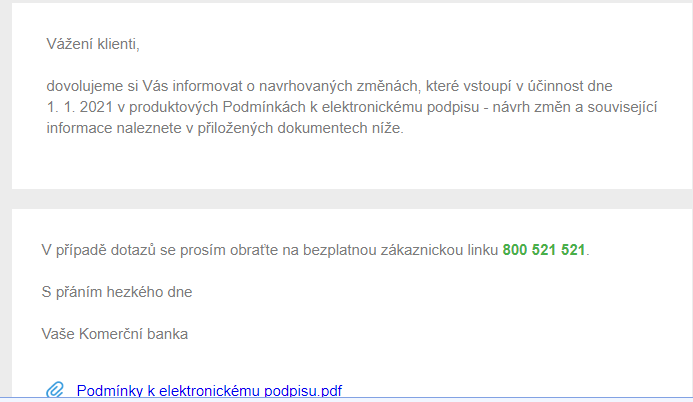 Vážení klienti,
dovolujeme si Vás informovat o navrhovaných změnách, které vstoupí v účinnost dne
1. 1. 2021 v produktových Podmínkách k elektronickému podpisu - návrh změn a související
informace naleznete v přiložených dokumentech níže.
V případě dotazů se prosím obraťte na bezplatnou zákaznickou linku 800 521 521.
S přáním hezkého dne
Vaše Komerční banka
Podmínky k elektronickému podpisu.pdf